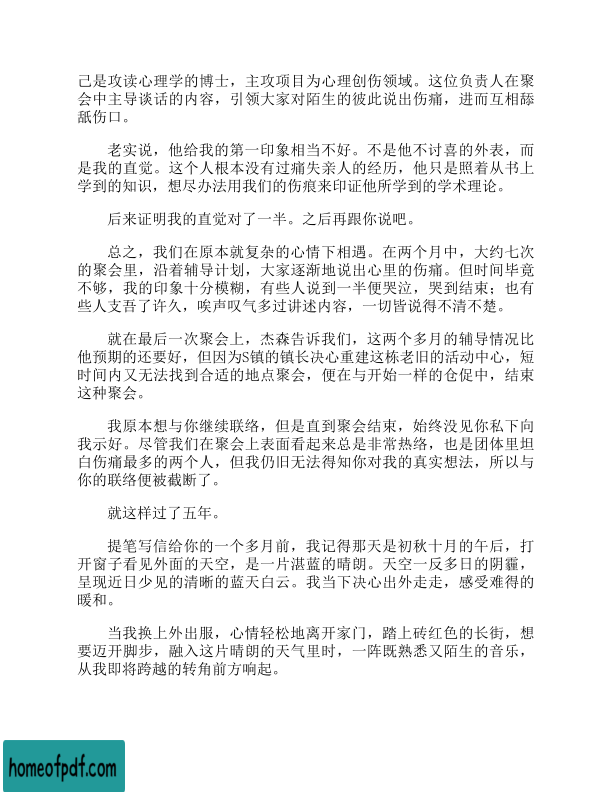 己是攻读心理学的博士，主攻项目为心理创伤领域。这位负责人在聚
会中主导谈话的内容，引领大家对陌生的彼此说出伤痛，进而互相舔
舐伤口。
老实说，他给我的第一印象相当不好。不是他不讨喜的外表，而
是我的直觉。这个人根本没有过痛失亲人的经历，他只是照着从书上
学到的知识，想尽办法用我们的伤痕来印证他所学到的学术理论。
后来证明我的直觉对了一半。之后再跟你说吧。
总之，我们在原本就复杂的心情下相遇。在两个月中，大约七次
的聚会里，沿着辅导计划，大家逐渐地说出心里的伤痛。但时间毕竟
不够，我的印象十分模糊，有些人说到一半便哭泣，哭到结束；也有
些人支吾了许久，唉声叹气多过讲述内容，一切皆说得不清不楚。
就在最后一次聚会上，杰森告诉我们，这两个多月的辅导情况比
他预期的还要好，但因为S镇的镇长决心重建这栋老旧的活动中心，短
时间内又无法找到合适的地点聚会，便在与开始一样的仓促中，结束
这种聚会。
我原本想与你继续联络，但是直到聚会结束，始终没见你私下向
我示好。尽管我们在聚会上表面看起来总是非常热络，也是团体里坦
白伤痛最多的两个人，但我仍旧无法得知你对我的真实想法，所以与
你的联络便被截断了。
就这样过了五年。
提笔写信给你的一个多月前，我记得那天是初秋十月的午后，打
开窗子看见外面的天空，是一片湛蓝的晴朗。天空一反多日的阴霾，
呈现近日少见的清晰的蓝天白云。我当下决心出外走走，感受难得的
暖和。
当我换上外出服，心情轻松地离开家门，踏上砖红色的长街，想
要迈开脚步，融入这片晴朗的天气里时，一阵既熟悉又陌生的音乐，
从我即将跨越的转角前方响起。
homeofpdf.com